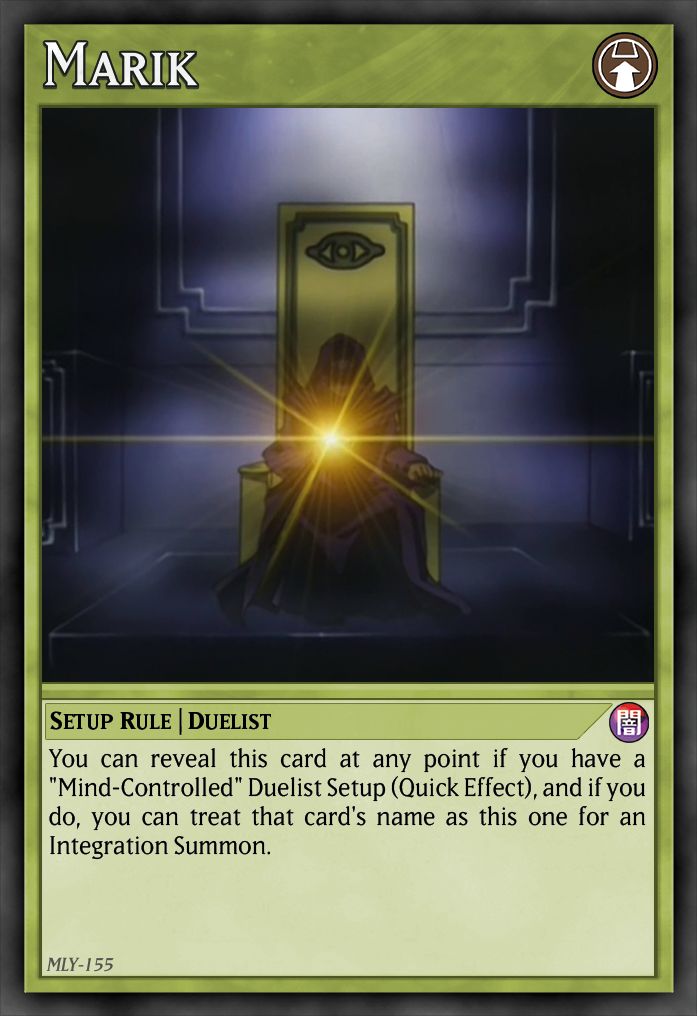 Marik
Setup Rule | Duelist
闇
You can reveal this card at any point if you have a
"Mind-Controlled" Duelist Setup (Quick Effect), and if you
do, you can treat that card's name as this one for an
Integration Summon.
MLY-155